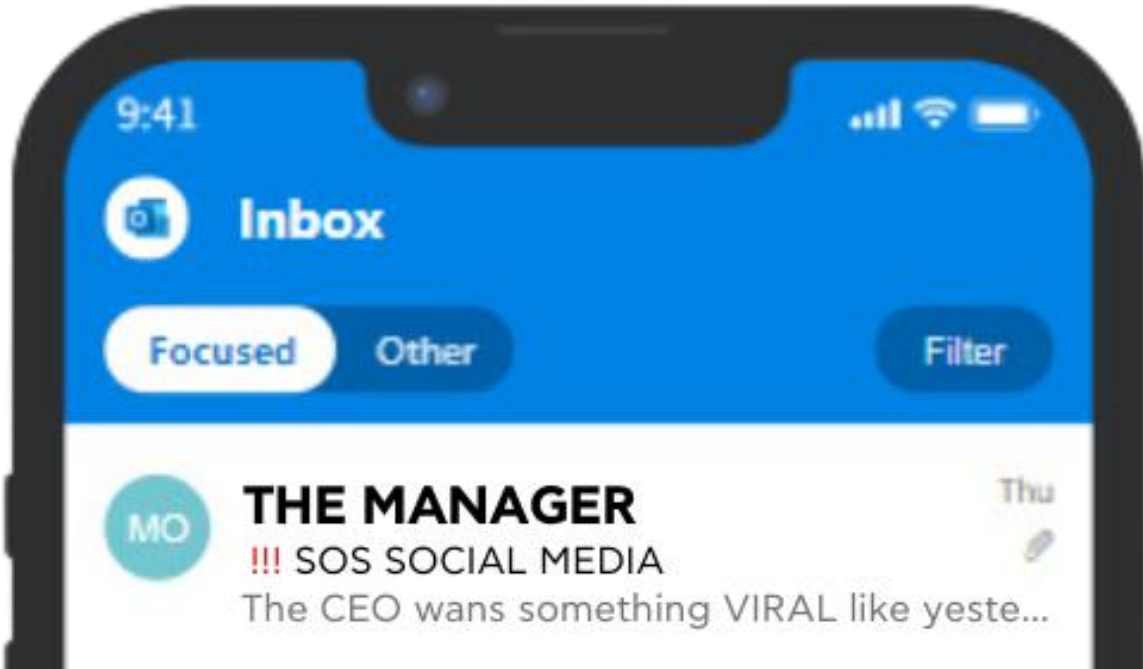 9:41
Inbox
Focused Other Filter
MO
THE MANAGER
Thu
!!! SOS SOCIAL MEDIA
The CEO wans something VIRAL like yeste...